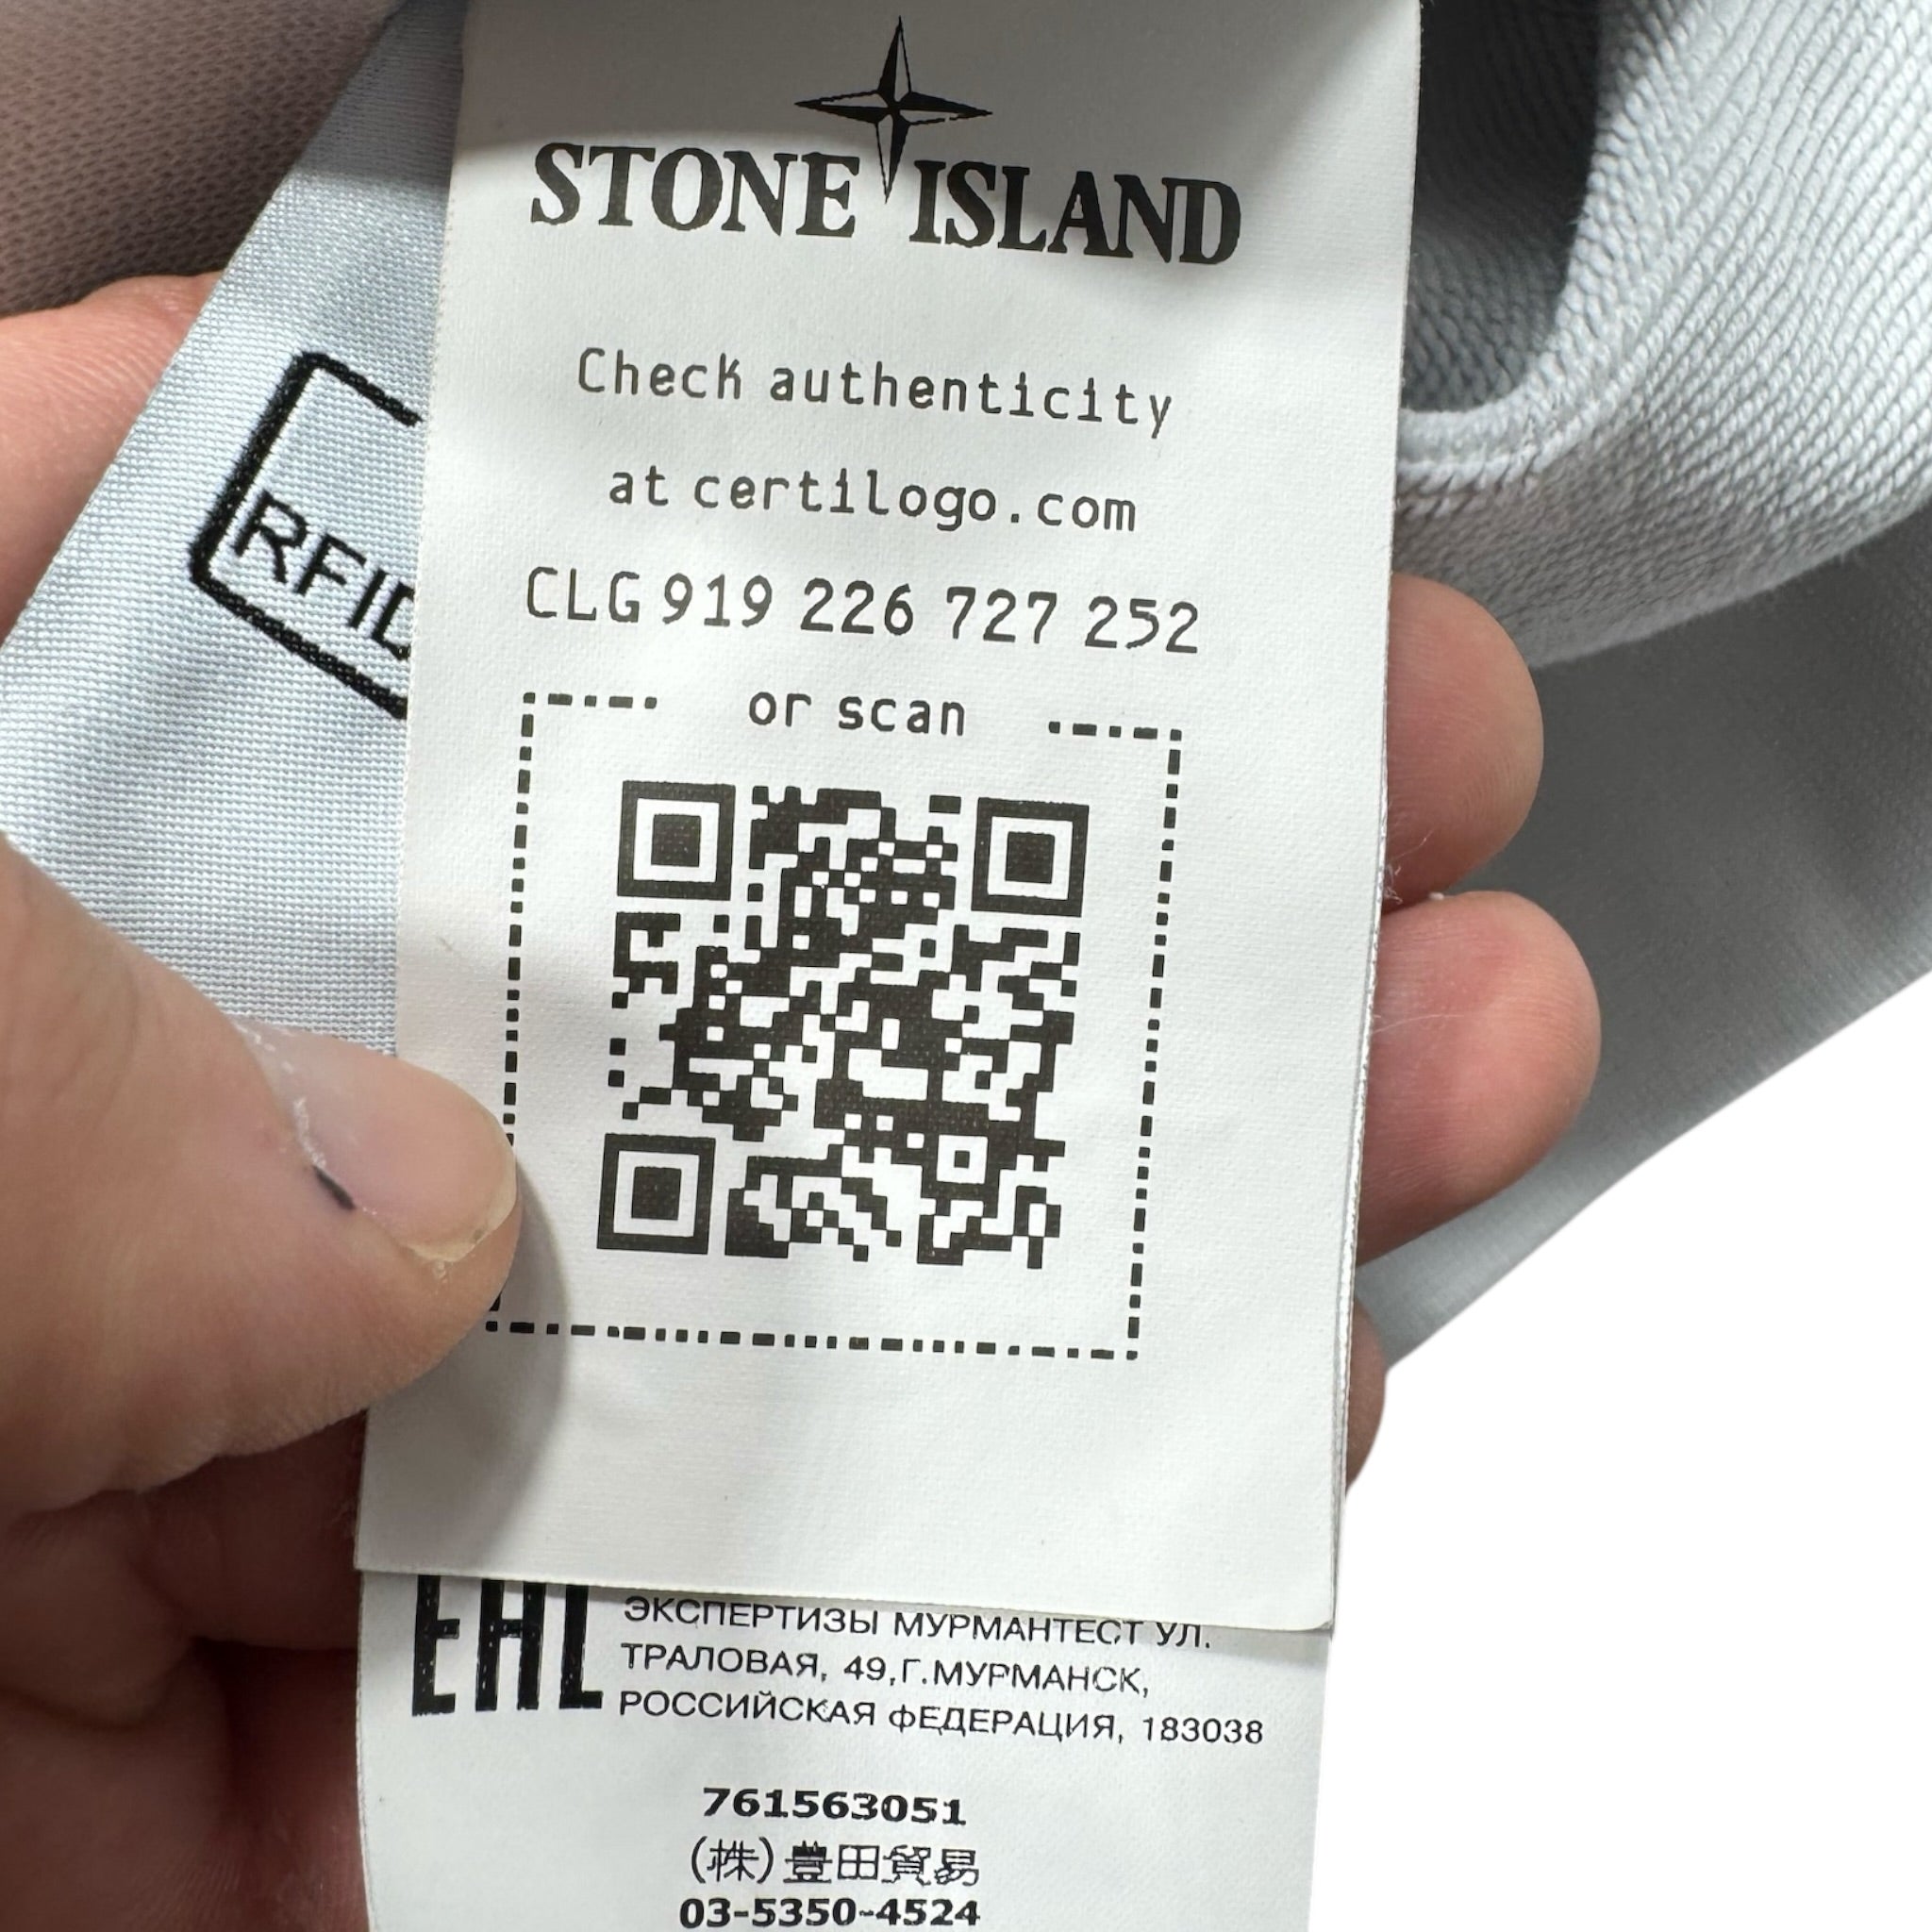 STONE ISLAND
Check authenticity
at certilogo.com
CLG 919 226 727 252
or scan
RFID
EAC
ЭКСПЕРТИЗЫ МУРМАНТЕСТ УЛ.
ТРАЛОВАЯ, 49,Г.МУРМАНСК,
РОССИЙСКАЯ ФЕДЕРАЦИЯ, 183038
761563051
(株)豊田貿易
03-5350-4524